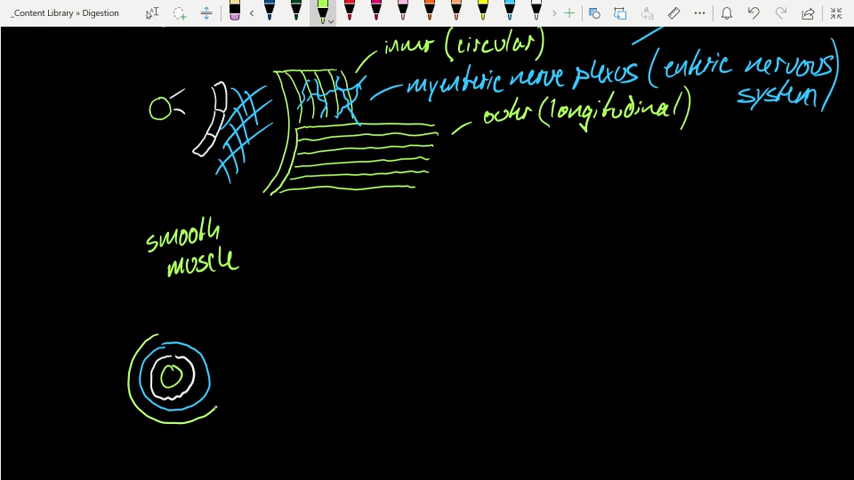 _Content Library » Digestion
inner (circular)
myenteric nerve plexus (enteric nervous
system)
outer (longitudinal)
smooth
muscle